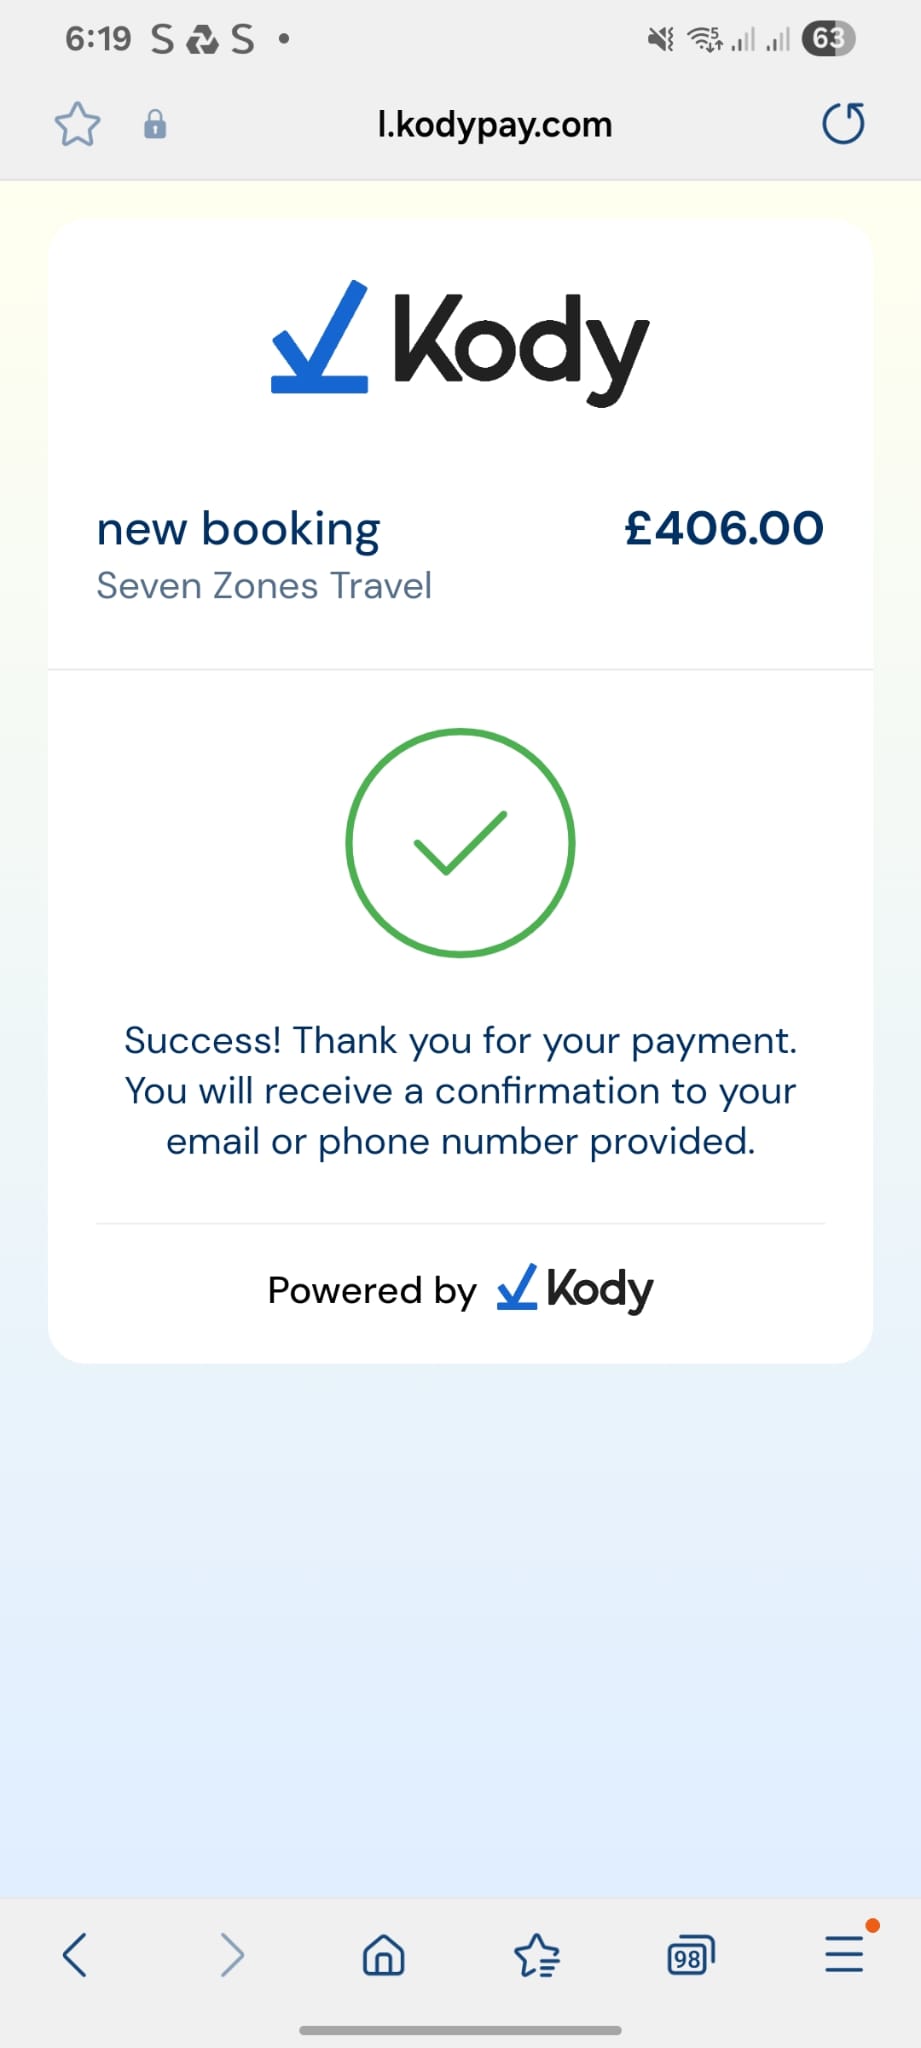 6:19 S S
5
63
l.kodypay.com
Kody
new booking £406.00
Seven Zones Travel
Success! Thank you for your payment.
You will receive a confirmation to your
email or phone number provided.
Powered by Kody
98